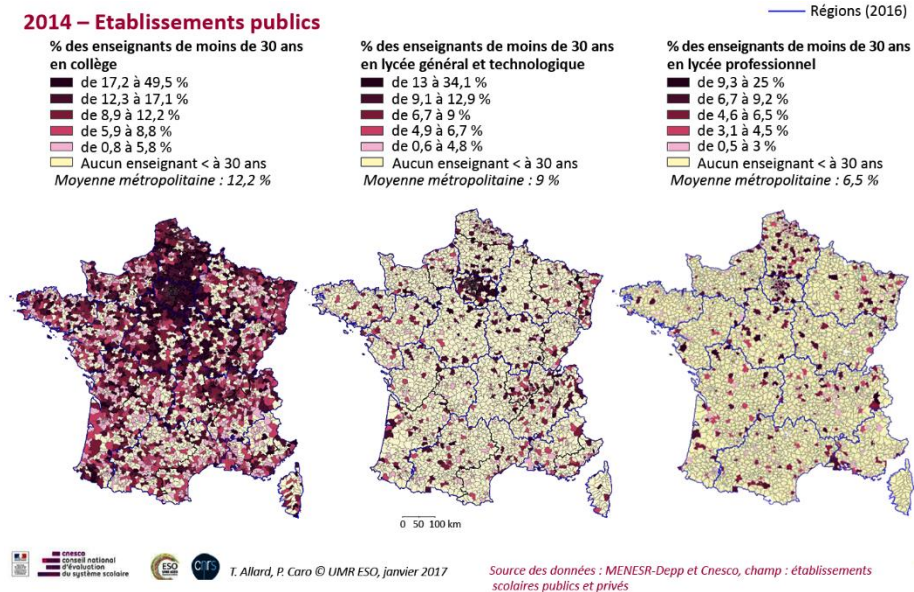 2014 – Etablissements publics
Régions (2016)
% des enseignants de moins de 30 ans
en collège
de 17,2 à 49,5 %
de 12,3 à 17,1 %
de 8,9 à 12,2 %
de 5,9 à 8,8 %
de 0,8 à 5,8 %
Aucun enseignant < à 30 ans
Moyenne métropolitaine : 12,2 %
% des enseignants de moins de 30 ans
en lycée général et technologique
de 13 à 34,1 %
de 9,1 à 12,9 %
de 6,7 à 9 %
de 4,9 à 6,7 %
de 0,6 à 4,8 %
Aucun enseignant < à 30 ans
Moyenne métropolitaine : 9 %
% des enseignants de moins de 30 ans
en lycée professionnel
de 9,3 à 25 %
de 6,7 à 9,2 %
de 4,6 à 6,5 %
de 3,1 à 4,5 %
de 0,5 à 3 %
Aucun enseignant < à 30 ans
Moyenne métropolitaine : 6,5 %
0 50 100 km
cnesco
conseil national
d'évaluation
du système scolaire
ESO
cnrs
T. Allard, P. Caro © UMR ESO, janvier 2017
Source des données : MENESR-Depp et Cnesco, champ : établissements
scolaires publics et privés